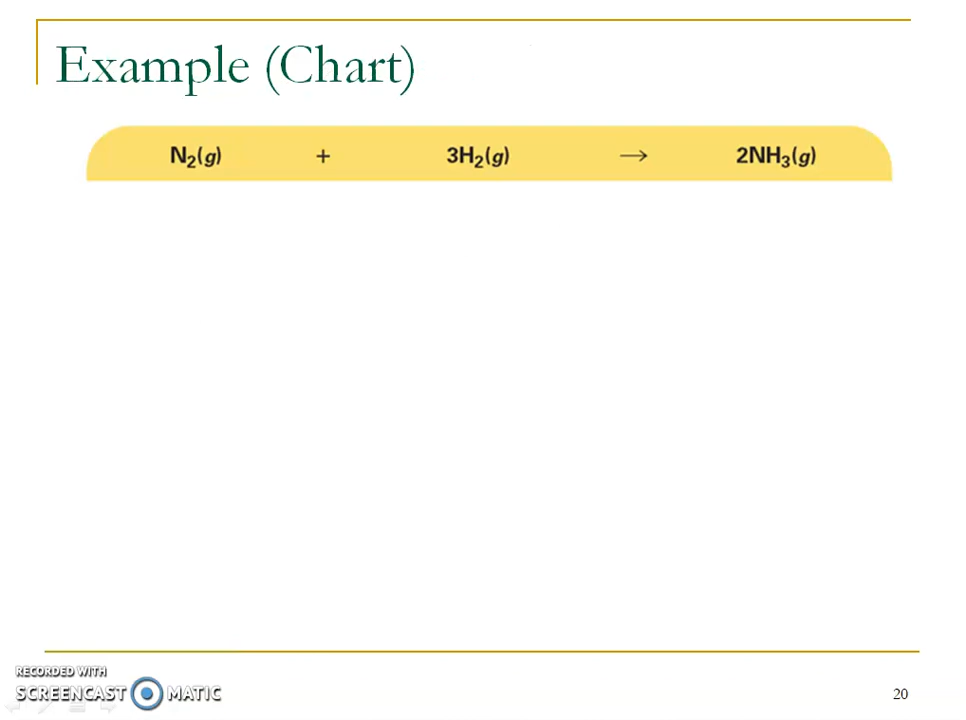 Example (Chart)
N₂(g) + 3H₂(g) → 2NH₃(g)
RECORDED WITH
SCREENCAST MATIC
20